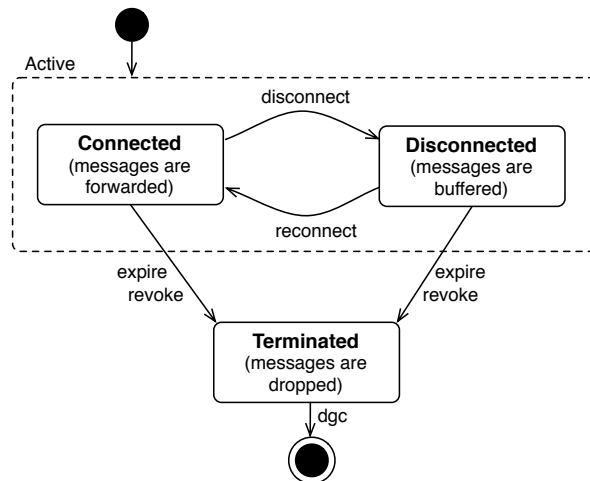 Active
disconnect
Connected
(messages are
forwarded)
Disconnected
(messages are
buffered)
reconnect
expire
revoke
expire
revoke
Terminated
(messages are
dropped)
dgc